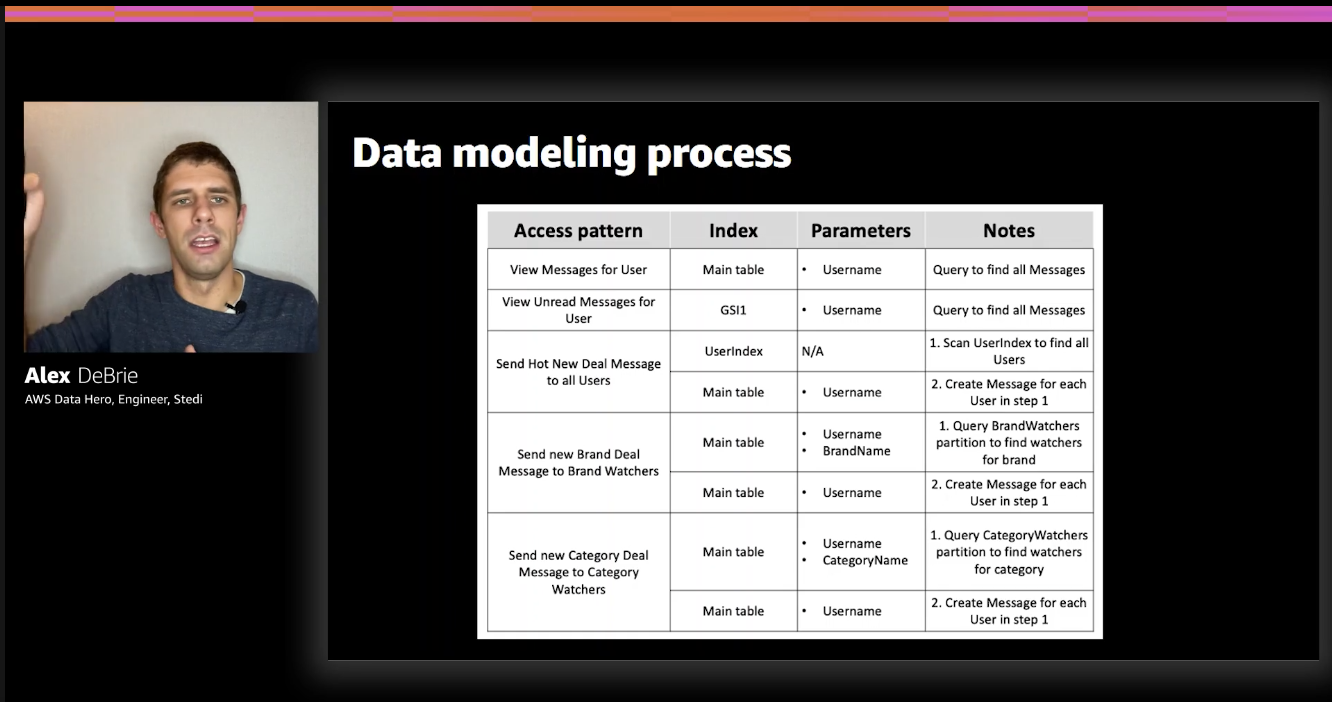 Data modeling process
Access pattern Index Parameters Notes
View Messages for User Main table • Username Query to find all Messages
View Unread Messages for
User
GSI1 • Username Query to find all Messages
Send Hot New Deal Message
to all Users
UserIndex N/A 1. Scan UserIndex to find all
Users
Main table • Username 2. Create Message for each
User in step 1
Send new Brand Deal
Message to Brand Watchers
Main table • Username
• BrandName
1. Query BrandWatchers
partition to find watchers
for brand
Main table • Username 2. Create Message for each
User in step 1
Send new Category Deal
Message to Category
Watchers
Main table • Username
• CategoryName
1. Query CategoryWatchers
partition to find watchers
for category
Main table • Username 2. Create Message for each
User in step 1
Alex DeBrie
AWS Data Hero, Engineer, Stedi